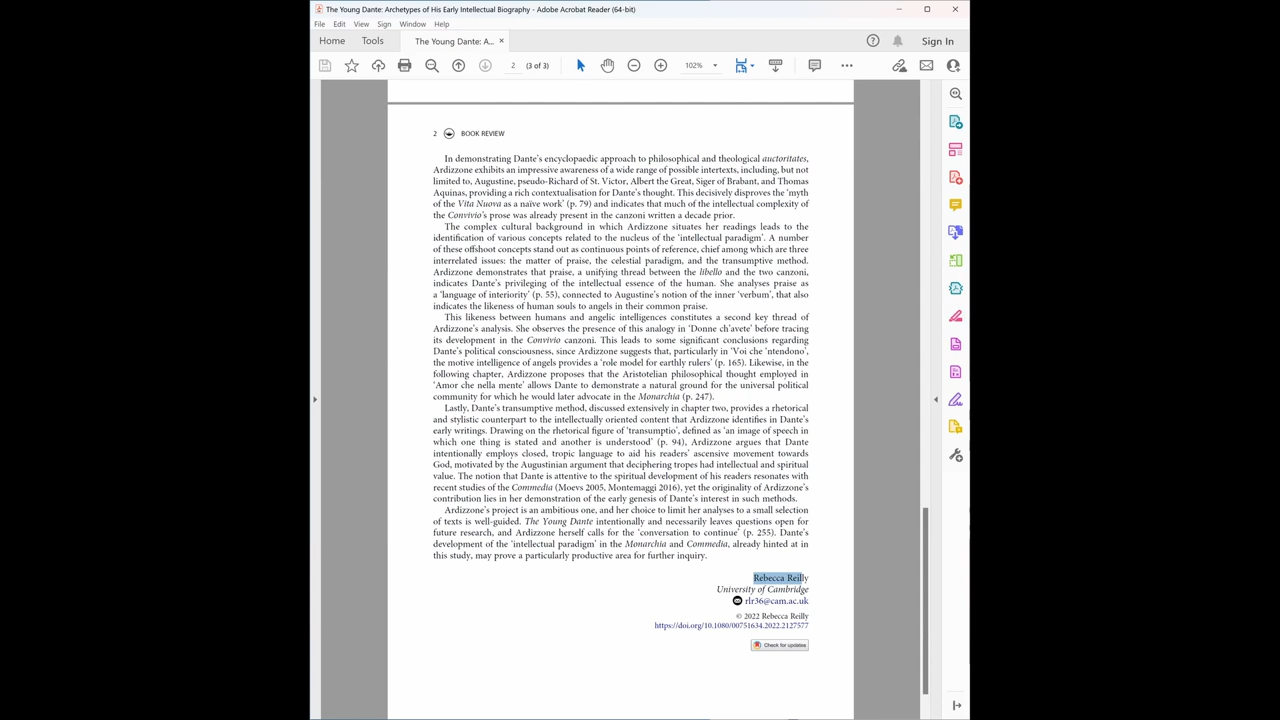 The Young Dante: Archetypes of His Early Intellectual Biography - Adobe Acrobat Reader (64-bit)
File Edit View Sign Window Help
Home Tools The Young Dante: A... × Sign In
2 (3 of 3) 102%
2 BOOK REVIEW
In demonstrating Dante's encyclopaedic approach to philosophical and theological auctoritates,
Ardizzone exhibits an impressive awareness of a wide range of possible intertexts, including, but not
limited to, Augustine, pseudo-Richard of St. Victor, Albert the Great, Siger of Brabant, and Thomas
Aquinas, providing a rich contextualisation for Dante's thought. This decisively disproves the 'myth
of the Vita Nuova as a naïve work' (p. 79) and indicates that much of the intellectual complexity of
the Convivio's prose was already present in the canzoni written a decade prior.
The complex cultural background in which Ardizzone situates her readings leads to the
identification of various concepts related to the nucleus of the 'intellectual paradigm'. A number
of these offshoot concepts stand out as continuous points of reference, chief among which are three
interrelated issues: the matter of praise, the celestial paradigm, and the transumptive method.
Ardizzone demonstrates that praise, a unifying thread between the libello and the two canzoni,
indicates Dante's privileging of the intellectual essence of the human. She analyses praise as
a 'language of interiority' (p. 55), connected to Augustine's notion of the inner 'verbum', that also
indicates the likeness of human souls to angels in their common praise.
This likeness between humans and angelic intelligences constitutes a second key thread of
Ardizzone's analysis. She observes the presence of this analogy in 'Donne ch'avete' before tracing
its development in the Convivio canzoni. This leads to some significant conclusions regarding
Dante's political consciousness, since Ardizzone suggests that, particularly in 'Voi che 'ntendono',
the motive intelligence of angels provides a 'role model for earthly rulers' (p. 165). Likewise, in the
following chapter, Ardizzone proposes that the Aristotelian philosophical thought employed in
'Amor che nella mente' allows Dante to demonstrate a natural ground for the universal political
community for which he would later advocate in the Monarchia (p. 247).
Lastly, Dante's transumptive method, discussed extensively in chapter two, provides a rhetorical
and stylistic counterpart to the intellectually oriented content that Ardizzone identifies in Dante's
early writings. Drawing on the rhetorical figure of 'transumptio', defined as 'an image of speech in
which one thing is stated and another is understood' (p. 94), Ardizzone argues that Dante
intentionally employs closed, tropic language to aid his readers' ascensive movement towards
God, motivated by the Augustinian argument that deciphering tropes had intellectual and spiritual
value. The notion that Dante is attentive to the spiritual development of his readers resonates with
recent studies of the Commedia (Moevs 2005, Montemaggi 2016), yet the originality of Ardizzone's
contribution lies in her demonstration of the early genesis of Dante's interest in such methods.
Ardizzone's project is an ambitious one, and her choice to limit her analyses to a small selection
of texts is well-guided. The Young Dante intentionally and necessarily leaves questions open for
future research, and Ardizzone herself calls for the 'conversation to continue' (p. 255). Dante's
development of the 'intellectual paradigm' in the Monarchia and Commedia, already hinted at in
this study, may prove a particularly productive area for further inquiry.
Rebecca Reilly
University of Cambridge
rlr36@cam.ac.uk
© 2022 Rebecca Reilly
https://doi.org/10.1080/00751634.2022.2127577
Check for updates